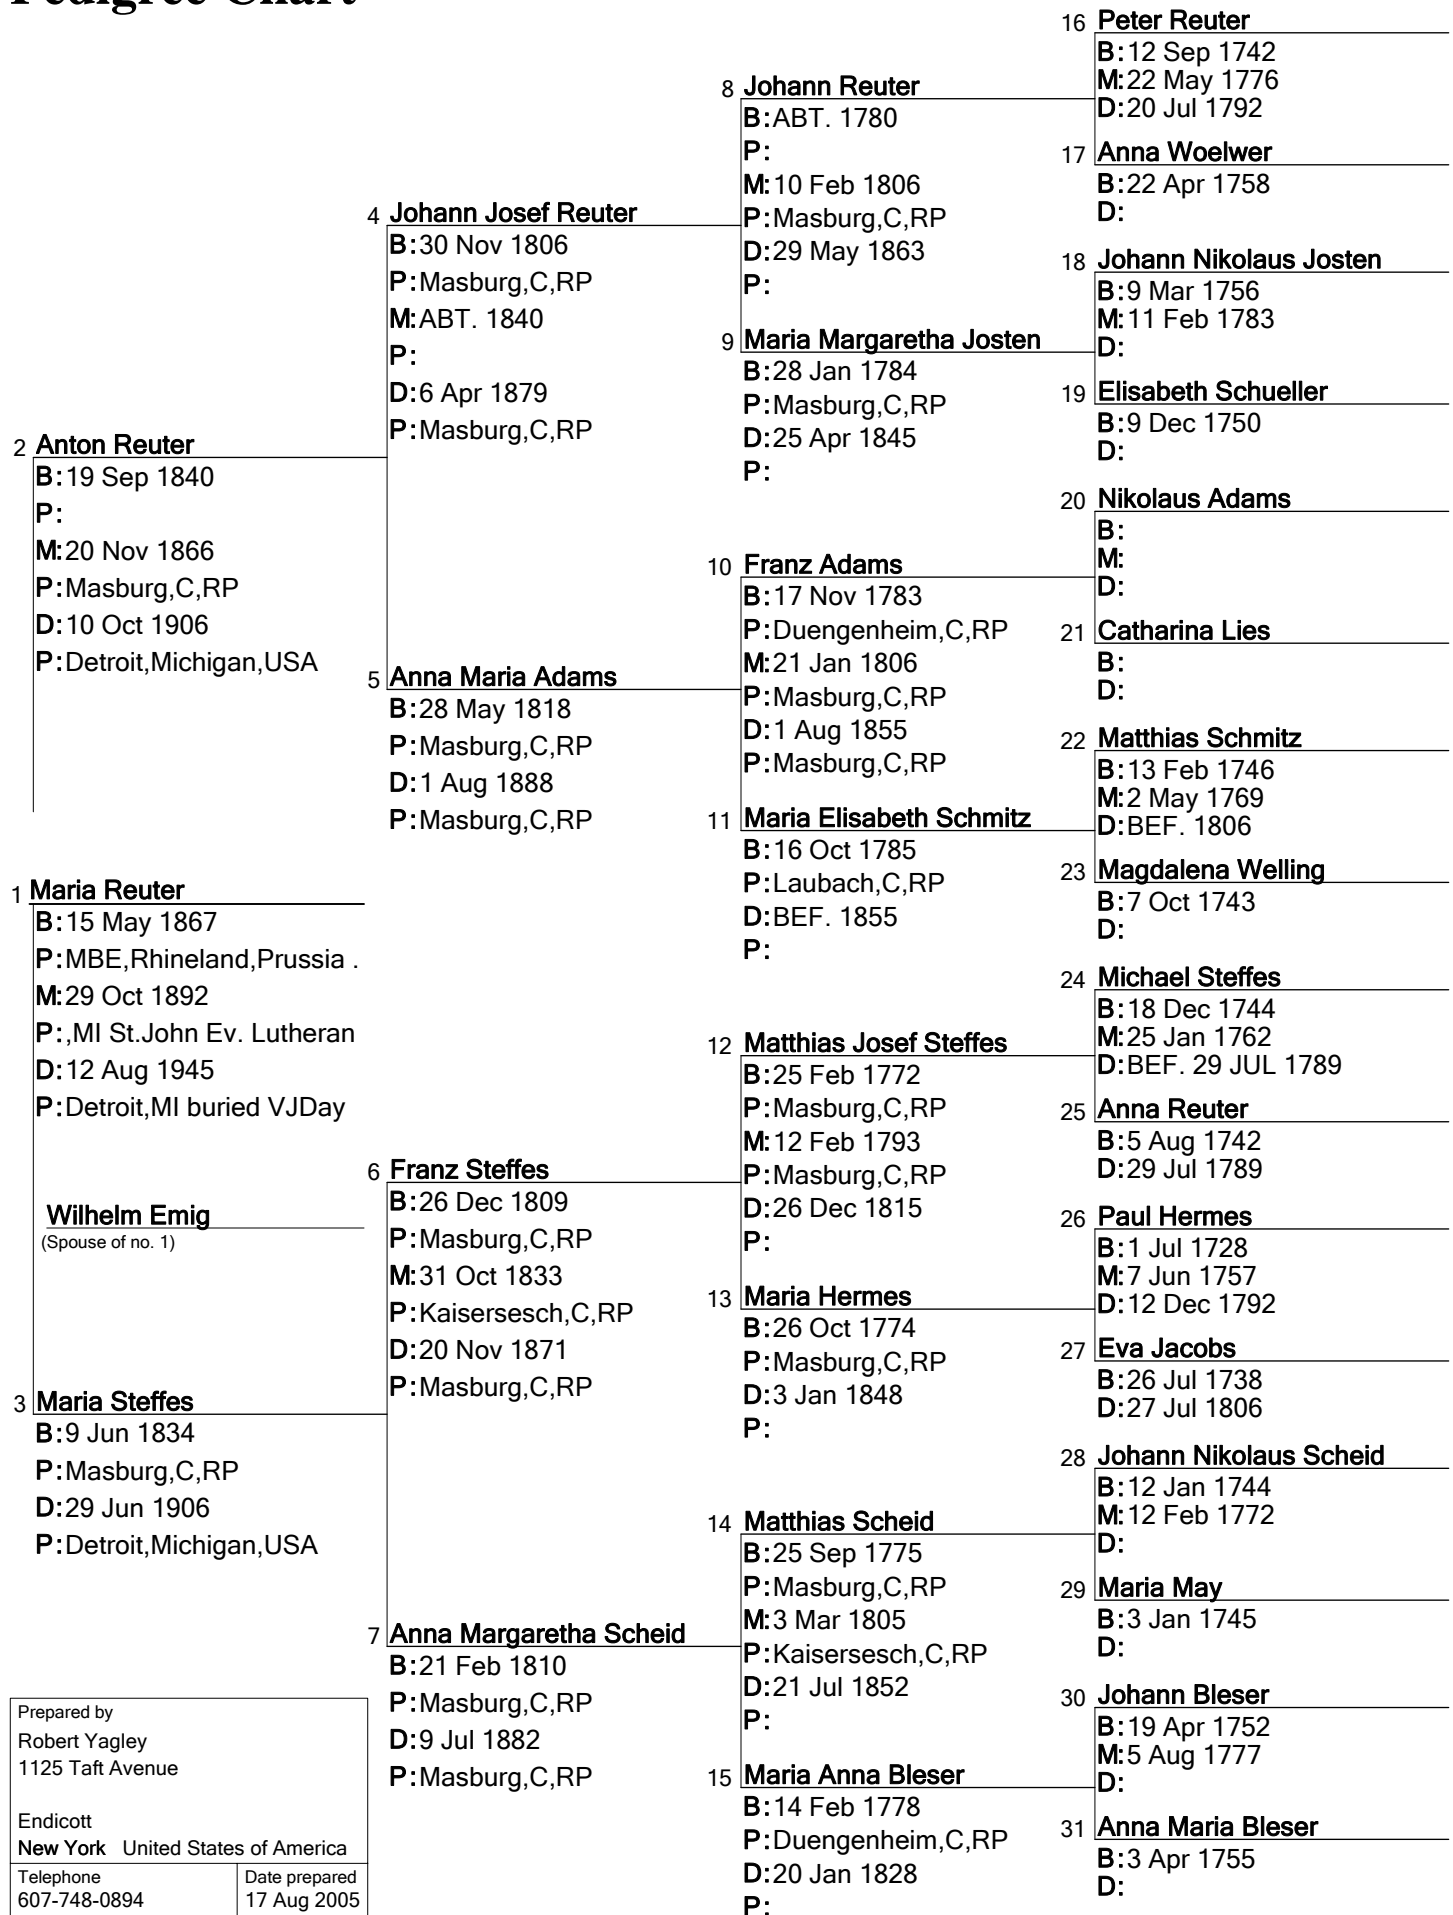 Pedigree Chart
16 Peter Reuter
B:12 Sep 1742
M:22 May 1776
D:20 Jul 1792
8 Johann Reuter
B:ABT. 1780
P:
M:10 Feb 1806
P:Masburg,C,RP
D:29 May 1863
P:
17 Anna Woelwer
B:22 Apr 1758
D:
4 Johann Josef Reuter
B:30 Nov 1806
P:Masburg,C,RP
M:ABT. 1840
P:
D:6 Apr 1879
P:Masburg,C,RP
18 Johann Nikolaus Josten
B:9 Mar 1756
M:11 Feb 1783
D:
9 Maria Margaretha Josten
B:28 Jan 1784
P:Masburg,C,RP
D:25 Apr 1845
P:
19 Elisabeth Schueller
B:9 Dec 1750
D:
2 Anton Reuter
B:19 Sep 1840
P:
M:20 Nov 1866
P:Masburg,C,RP
D:10 Oct 1906
P:Detroit,Michigan,USA
20 Nikolaus Adams
B:
M:
D:
10 Franz Adams
B:17 Nov 1783
P:Duengenheim,C,RP
M:21 Jan 1806
P:Masburg,C,RP
D:1 Aug 1855
P:Masburg,C,RP
21 Catharina Lies
B:
D:
5 Anna Maria Adams
B:28 May 1818
P:Masburg,C,RP
D:1 Aug 1888
P:Masburg,C,RP
22 Matthias Schmitz
B:13 Feb 1746
M:2 May 1769
D:BEF. 1806
11 Maria Elisabeth Schmitz
B:16 Oct 1785
P:Laubach,C,RP
D:BEF. 1855
P:
23 Magdalena Welling
B:7 Oct 1743
D:
1 Maria Reuter
B:15 May 1867
P:MBE,Rhineland,Prussia .
M:29 Oct 1892
P:,MI St.John Ev. Lutheran
D:12 Aug 1945
P:Detroit,MI buried VJDay
Wilhelm Emig
(Spouse of no. 1)
24 Michael Steffes
B:18 Dec 1744
M:25 Jan 1762
D:BEF. 29 JUL 1789
12 Matthias Josef Steffes
B:25 Feb 1772
P:Masburg,C,RP
M:12 Feb 1793
P:Masburg,C,RP
D:26 Dec 1815
P:
25 Anna Reuter
B:5 Aug 1742
D:29 Jul 1789
6 Franz Steffes
B:26 Dec 1809
P:Masburg,C,RP
M:31 Oct 1833
P:Kaisersesch,C,RP
D:20 Nov 1871
P:Masburg,C,RP
26 Paul Hermes
B:1 Jul 1728
M:7 Jun 1757
D:12 Dec 1792
13 Maria Hermes
B:26 Oct 1774
P:Masburg,C,RP
D:3 Jan 1848
P:
27 Eva Jacobs
B:26 Jul 1738
D:27 Jul 1806
3 Maria Steffes
B:9 Jun 1834
P:Masburg,C,RP
D:29 Jun 1906
P:Detroit,Michigan,USA
28 Johann Nikolaus Scheid
B:12 Jan 1744
M:12 Feb 1772
D:
14 Matthias Scheid
B:25 Sep 1775
P:Masburg,C,RP
M:3 Mar 1805
P:Kaisersesch,C,RP
D:21 Jul 1852
P:
29 Maria May
B:3 Jan 1745
D:
7 Anna Margaretha Scheid
B:21 Feb 1810
P:Masburg,C,RP
D:9 Jul 1882
P:Masburg,C,RP
30 Johann Bleser
B:19 Apr 1752
M:5 Aug 1777
D:
15 Maria Anna Bleser
B:14 Feb 1778
P:Duengenheim,C,RP
D:20 Jan 1828
P:
31 Anna Maria Bleser
B:3 Apr 1755
D:
Prepared by
Robert Yagley
1125 Taft Avenue
Endicott
New York United States of America
Telephone
607-748-0894
Date prepared
17 Aug 2005